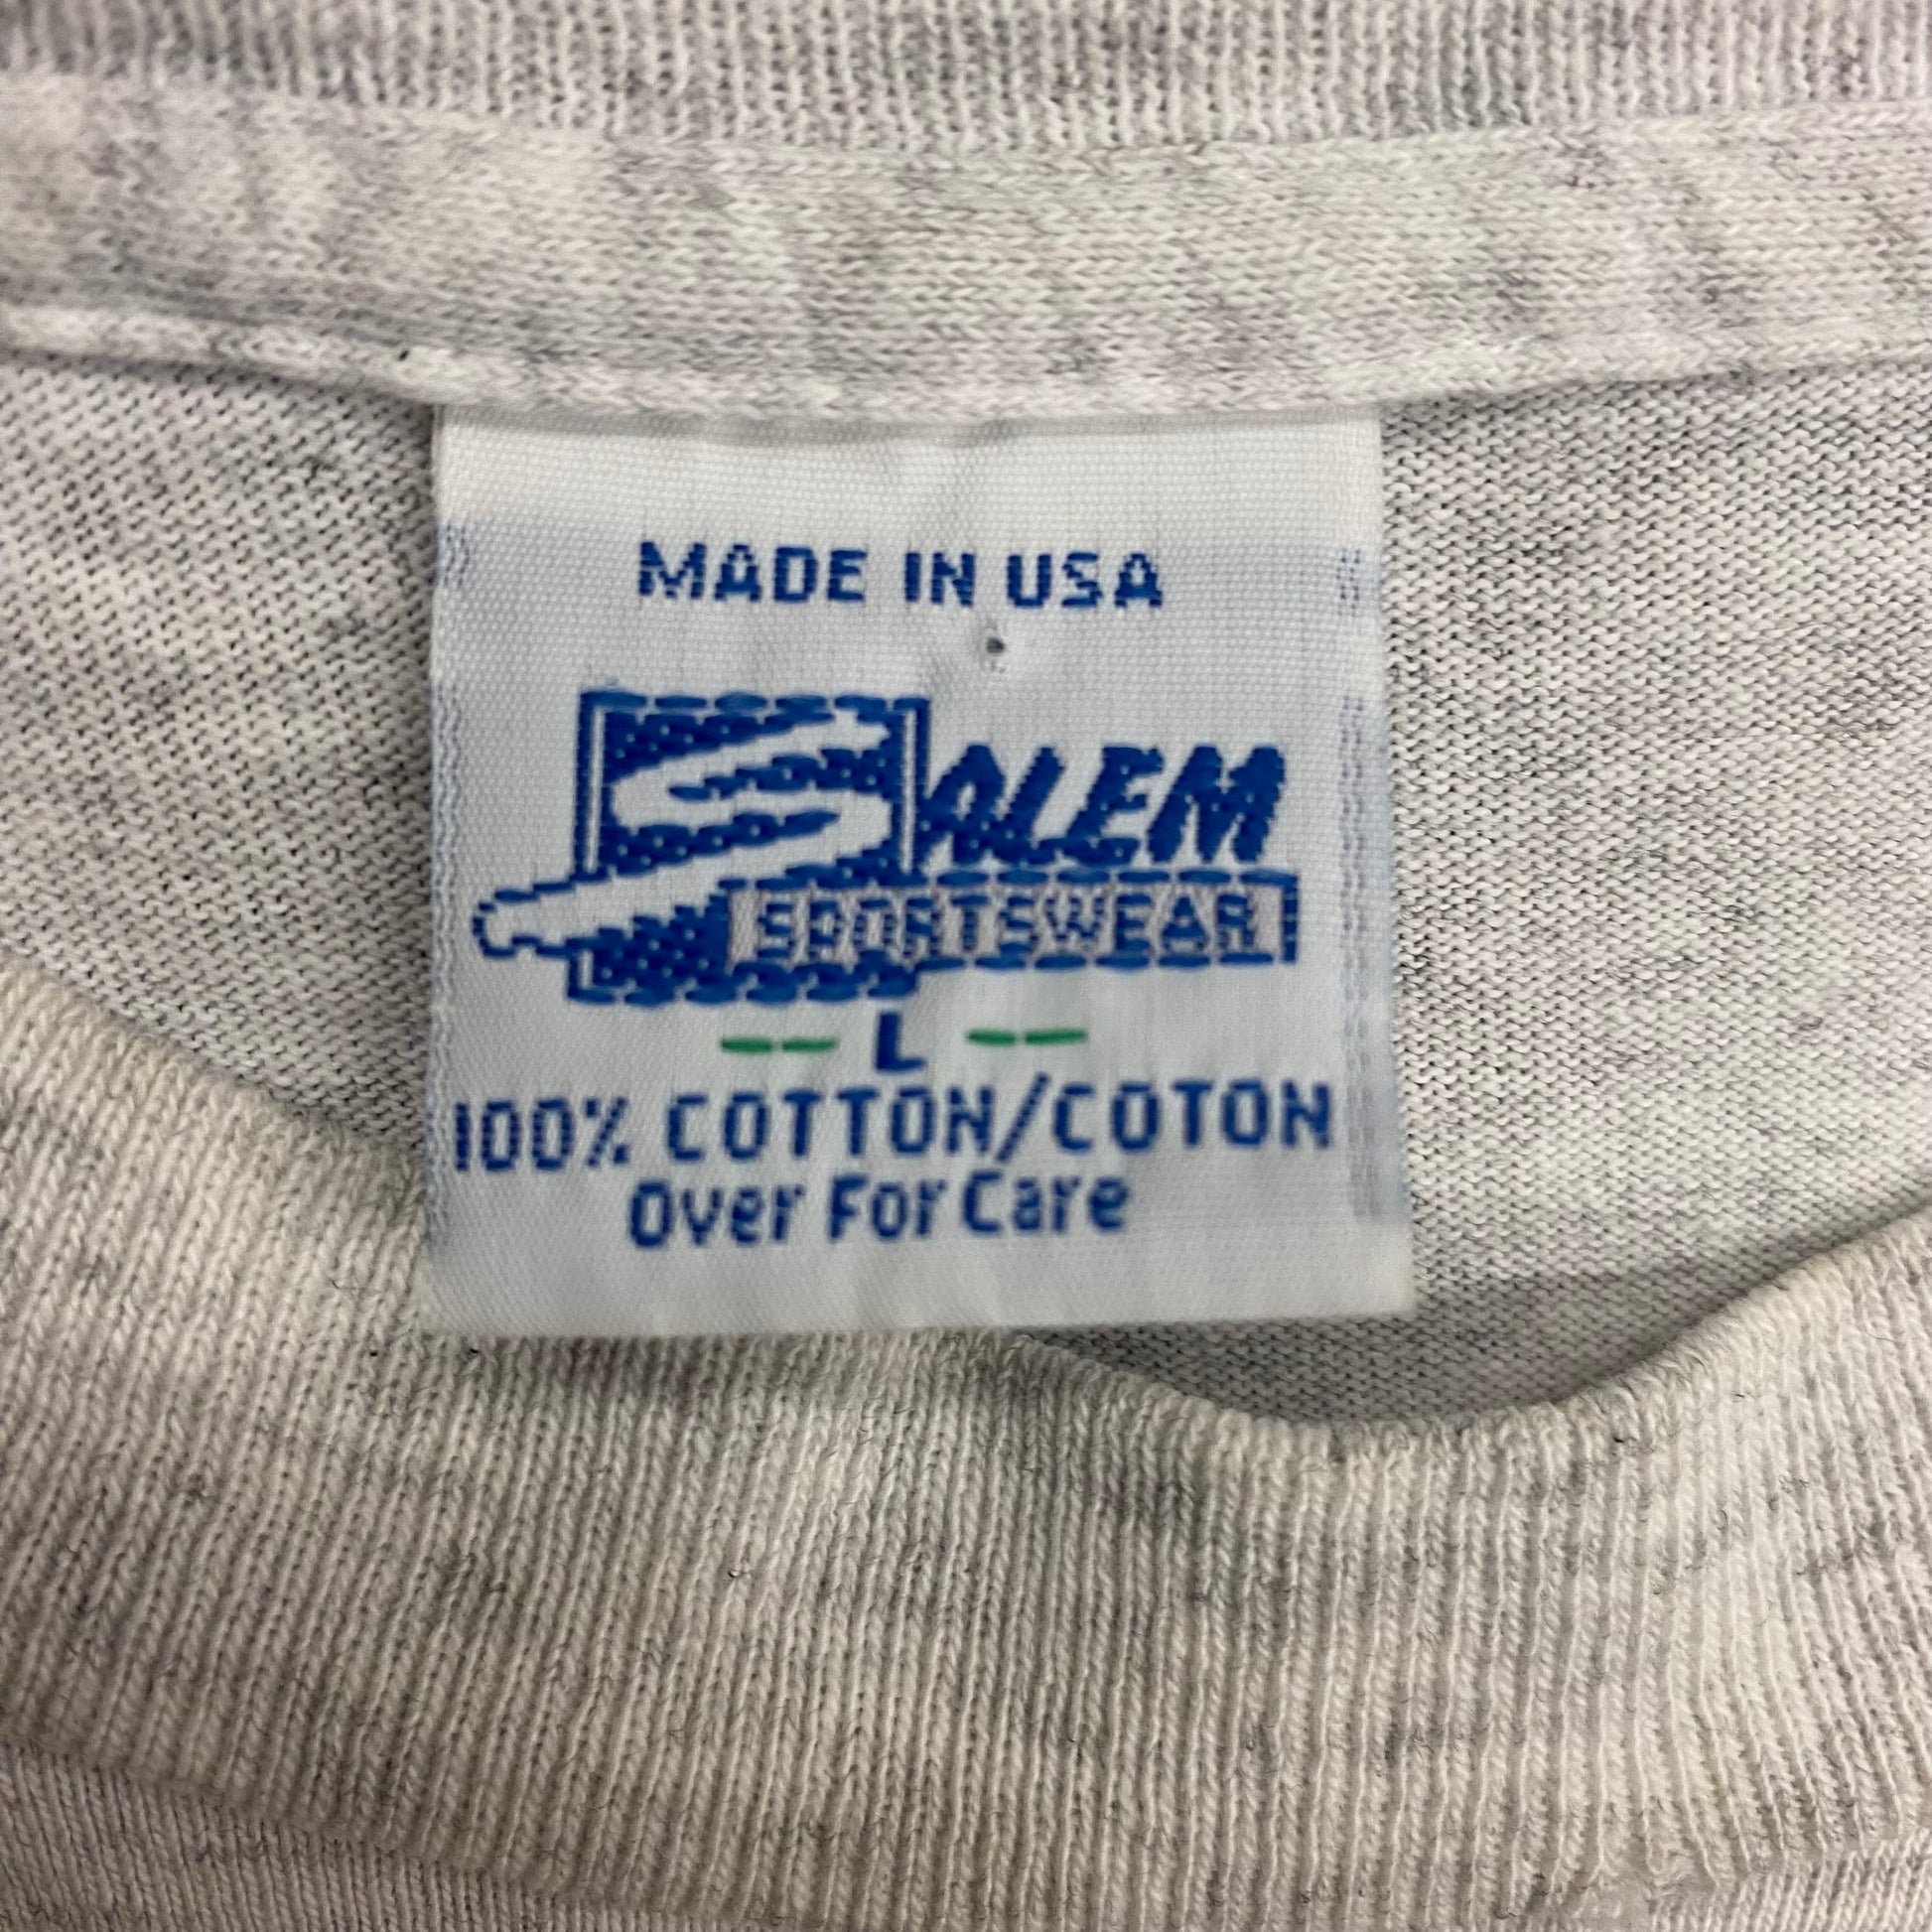 MADE IN USA
SALEM
SPORTSWEAR
-- L --
100% COTTON/COTON
Over For Care